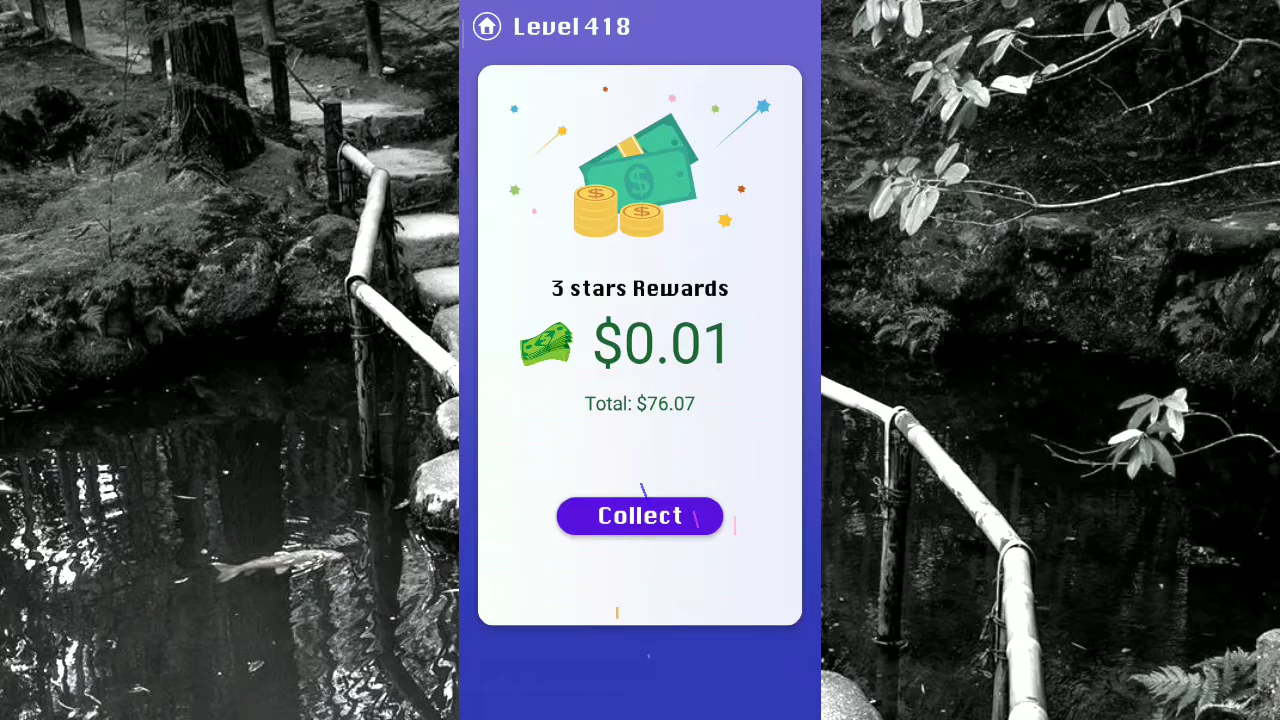 Level 418
3 stars Rewards
$0.01
Total: $76.07
Collect